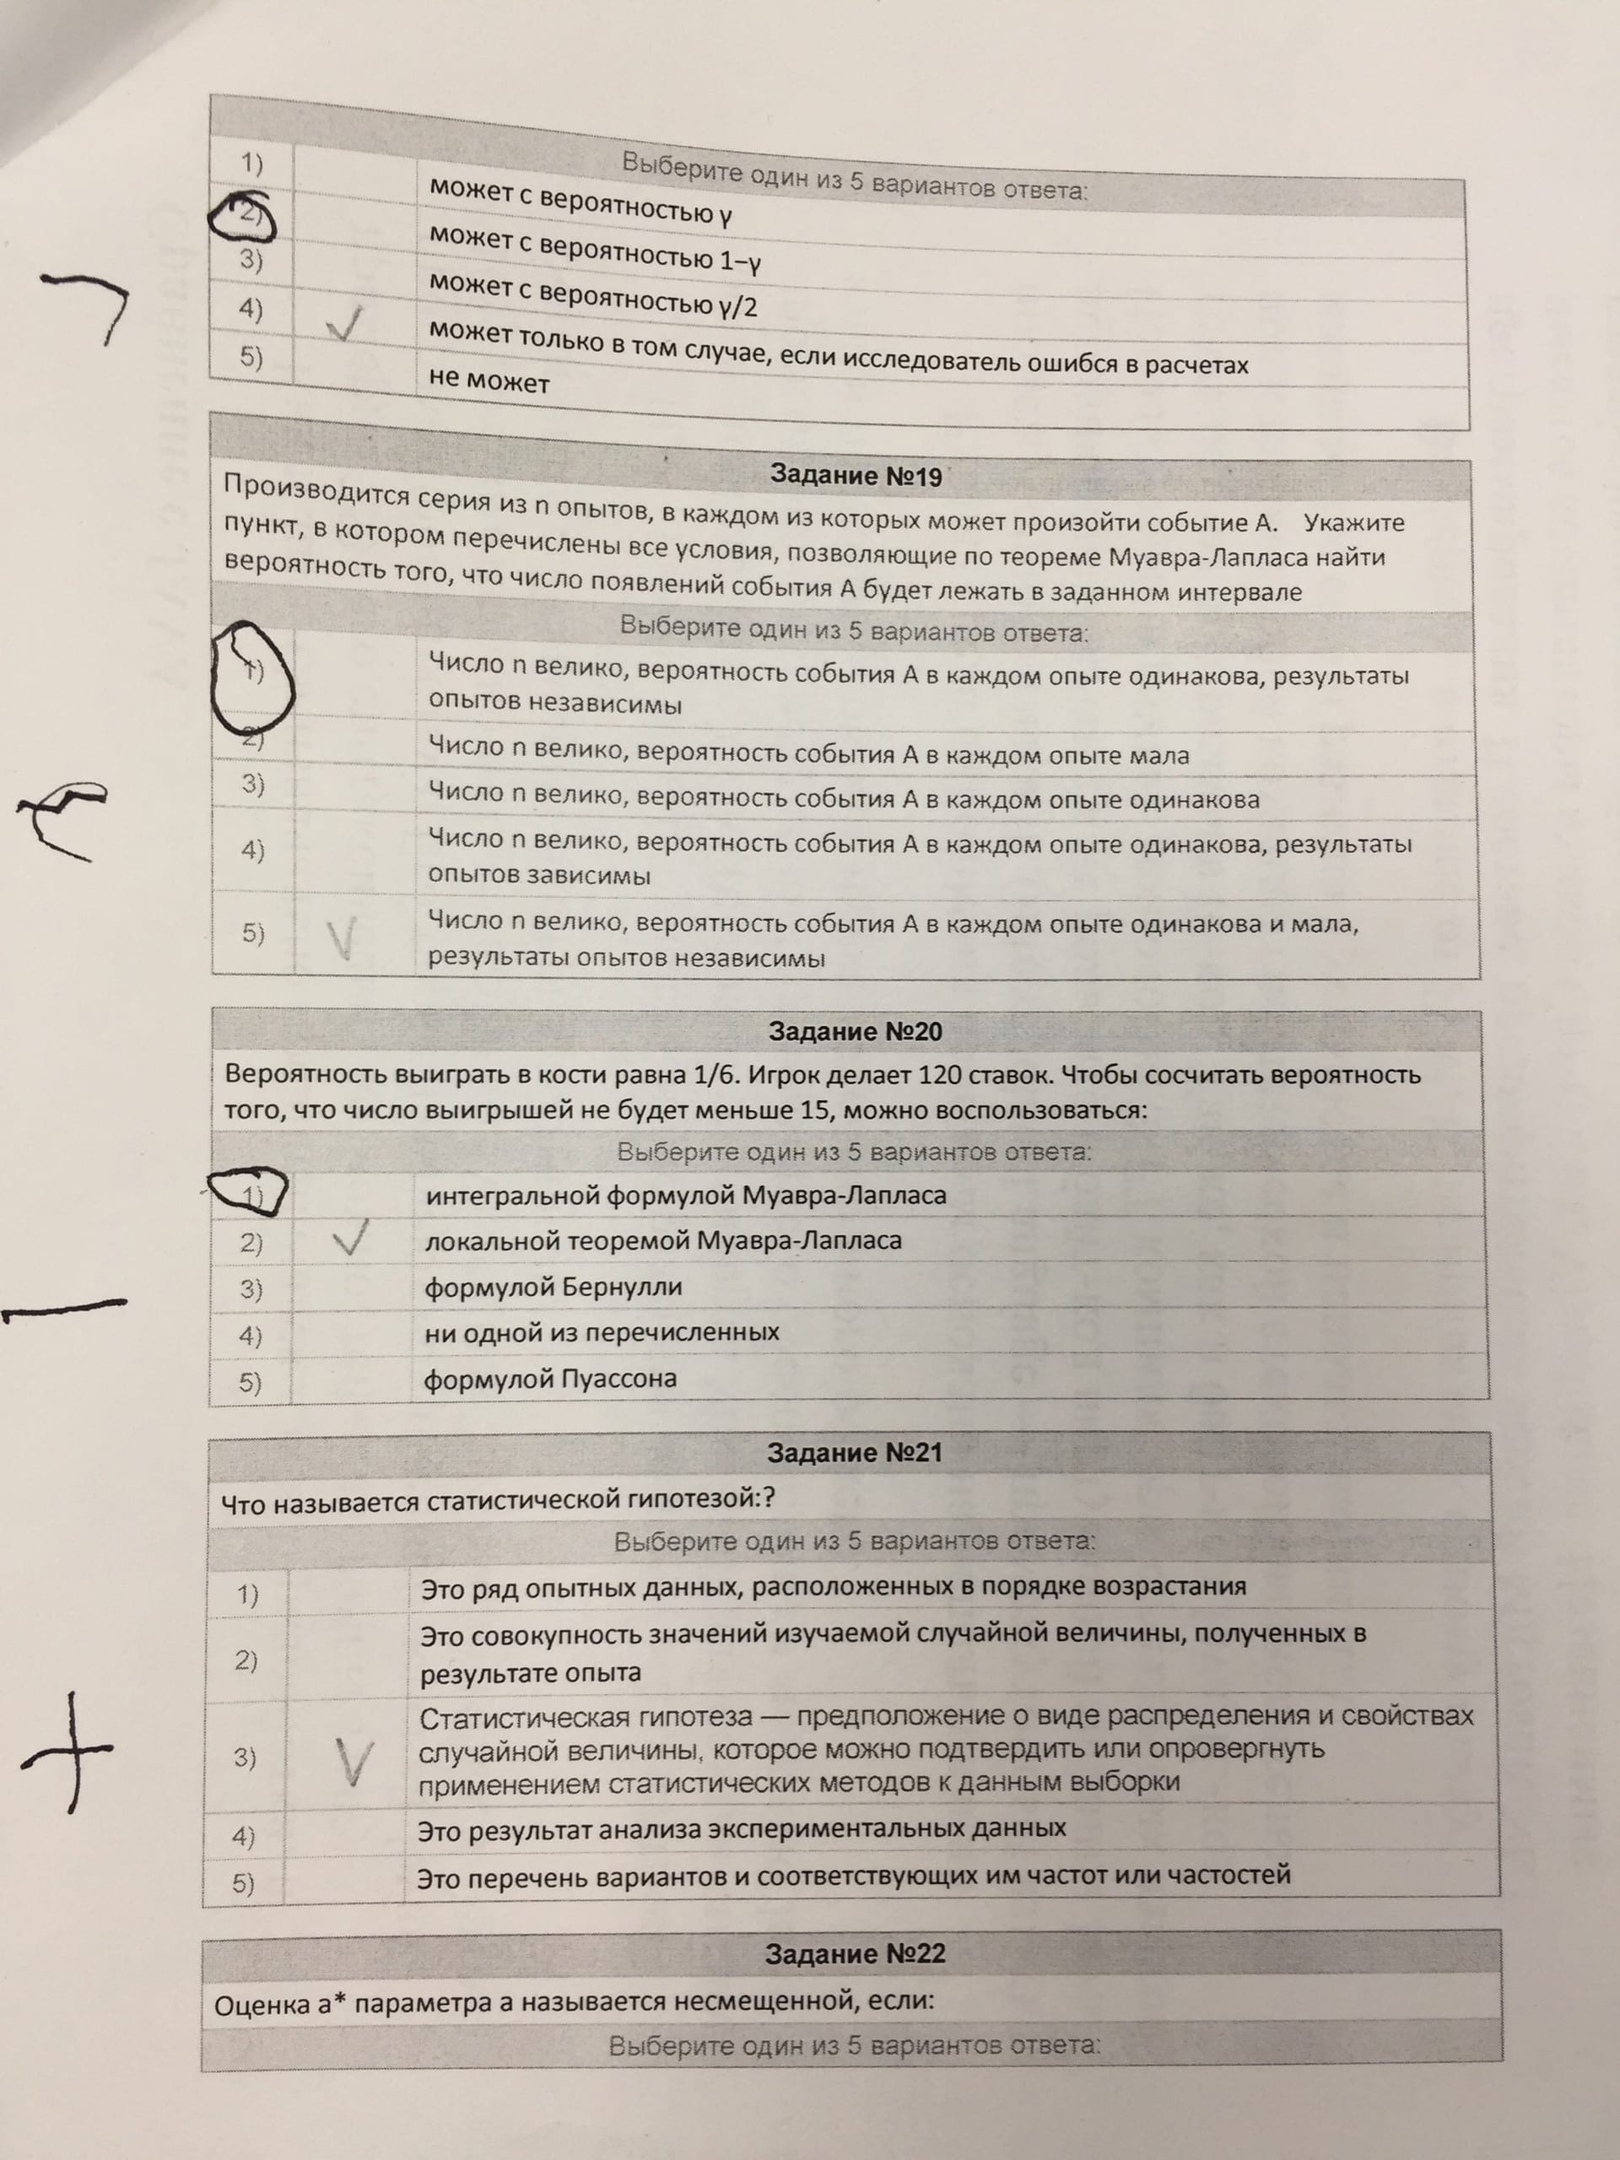 Выберите один из 5 вариантов ответа:
1) может с вероятностью γ
2) может с вероятностью 1–γ
3) может с вероятностью γ/2
4) может только в том случае, если исследователь ошибся в расчетах
5) не может
Задание №19
Производится серия из n опытов, в каждом из которых может произойти событие А. Укажите
пункт, в котором перечислены все условия, позволяющие по теореме Муавра-Лапласа найти
вероятность того, что число появлений события А будет лежать в заданном интервале
Выберите один из 5 вариантов ответа:
1) Число n велико, вероятность события А в каждом опыте одинакова, результаты
опытов независимы
2) Число n велико, вероятность события А в каждом опыте мала
3) Число n велико, вероятность события А в каждом опыте одинакова
4) Число n велико, вероятность события А в каждом опыте одинакова, результаты
опытов зависимы
5) Число n велико, вероятность события А в каждом опыте одинакова и мала,
результаты опытов независимы
Задание №20
Вероятность выиграть в кости равна 1/6. Игрок делает 120 ставок. Чтобы сосчитать вероятность
того, что число выигрышей не будет меньше 15, можно воспользоваться:
Выберите один из 5 вариантов ответа:
1) интегральной формулой Муавра-Лапласа
2) локальной теоремой Муавра-Лапласа
3) формулой Бернулли
4) ни одной из перечисленных
5) формулой Пуассона
Задание №21
Что называется статистической гипотезой:?
Выберите один из 5 вариантов ответа:
1) Это ряд опытных данных, расположенных в порядке возрастания
2) Это совокупность значений изучаемой случайной величины, полученных в
результате опыта
3) Статистическая гипотеза — предположение о виде распределения и свойствах
случайной величины, которое можно подтвердить или опровергнуть
применением статистических методов к данным выборки
4) Это результат анализа экспериментальных данных
5) Это перечень вариантов и соответствующих им частот или частостей
Задание №22
Оценка а* параметра а называется несмещенной, если:
Выберите один из 5 вариантов ответа: